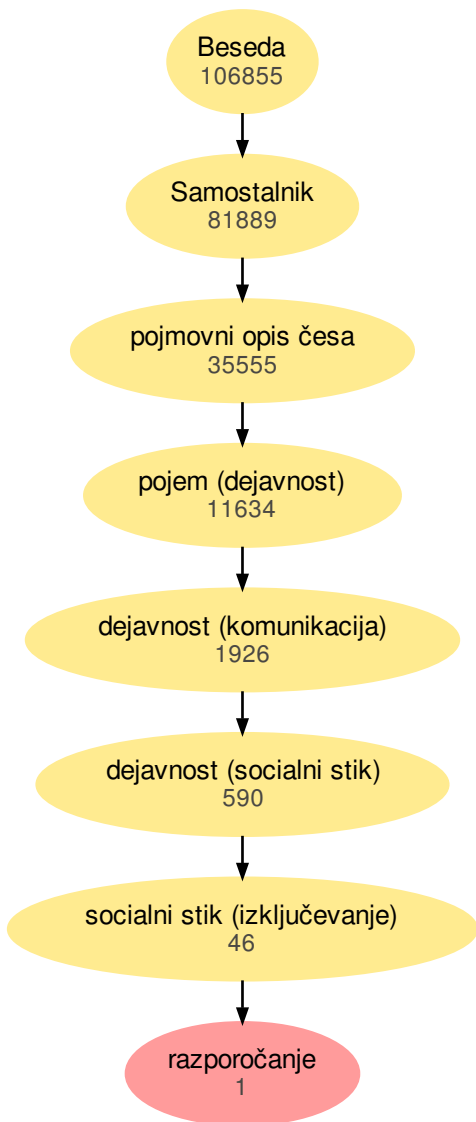 Beseda
106855
Samostalnik
81889
pojmovni opis česa
35555
pojem (dejavnost)
11634
dejavnost (komunikacija)
1926
dejavnost (socialni stik)
590
socialni stik (izključevanje)
46
razporočanje
1